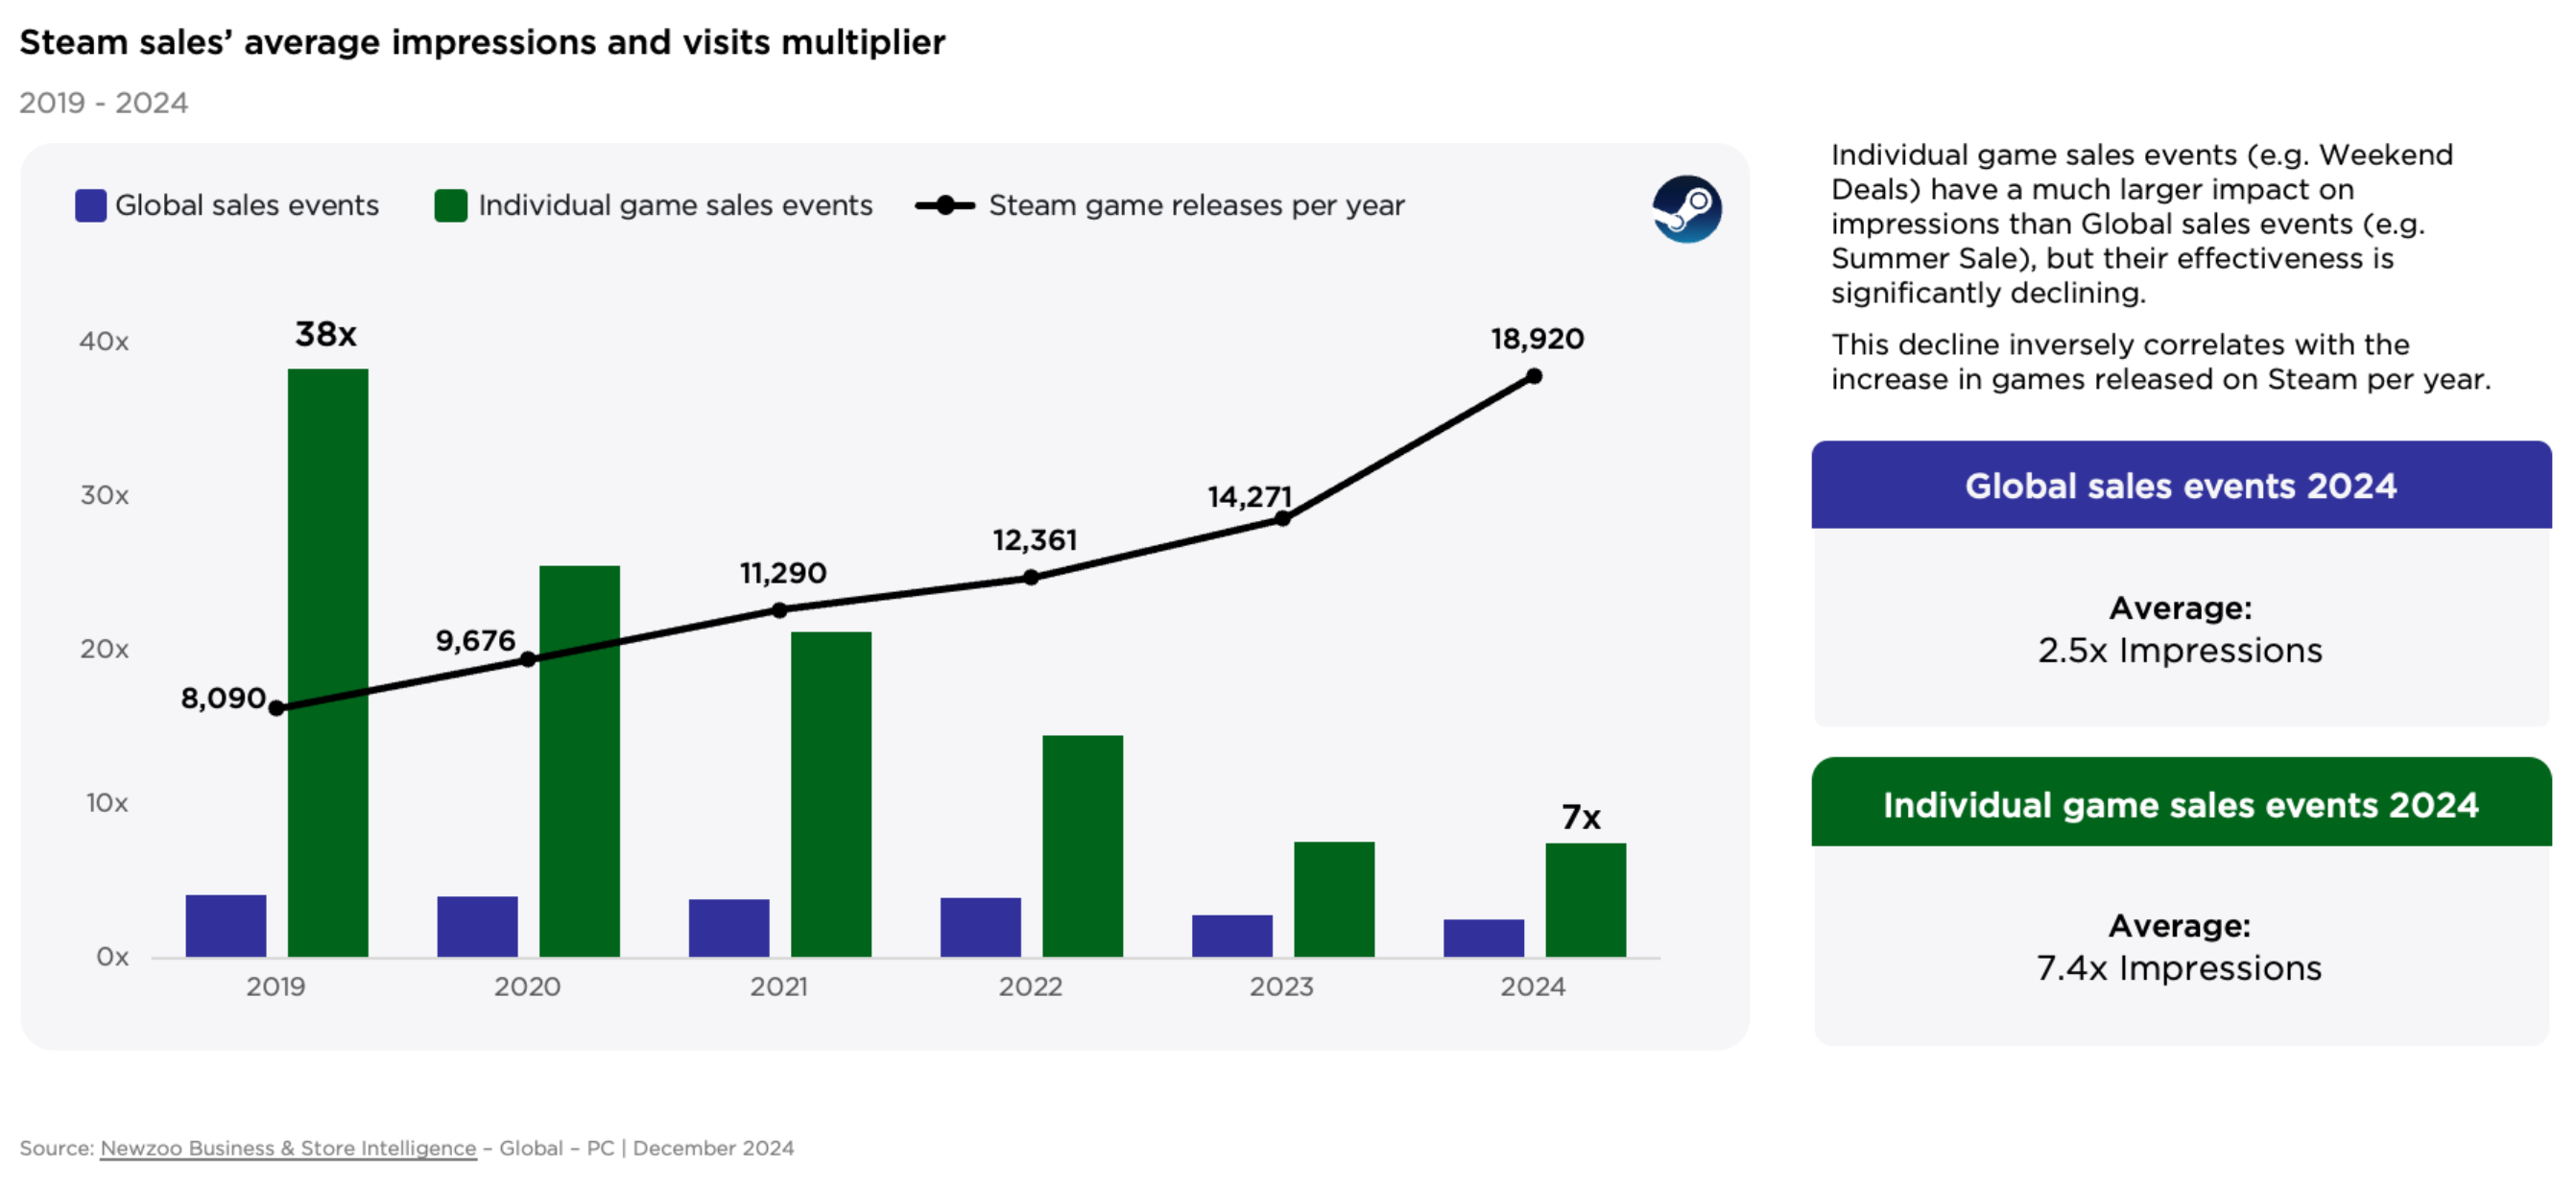 Steam sales’ average impressions and visits multiplier
2019 - 2024
Global sales events
Individual game sales events
Steam game releases per year
40x
30x
20x
10x
0x
38x
7x
8,090
9,676
11,290
12,361
14,271
18,920
2019
2020
2021
2022
2023
2024
Individual game sales events (e.g. Weekend
Deals) have a much larger impact on
impressions than Global sales events (e.g.
Summer Sale), but their effectiveness is
significantly declining.
This decline inversely correlates with the
increase in games released on Steam per year.
Global sales events 2024
Average:
2.5x Impressions
Individual game sales events 2024
Average:
7.4x Impressions
Source: Newzoo Business & Store Intelligence – Global – PC | December 2024